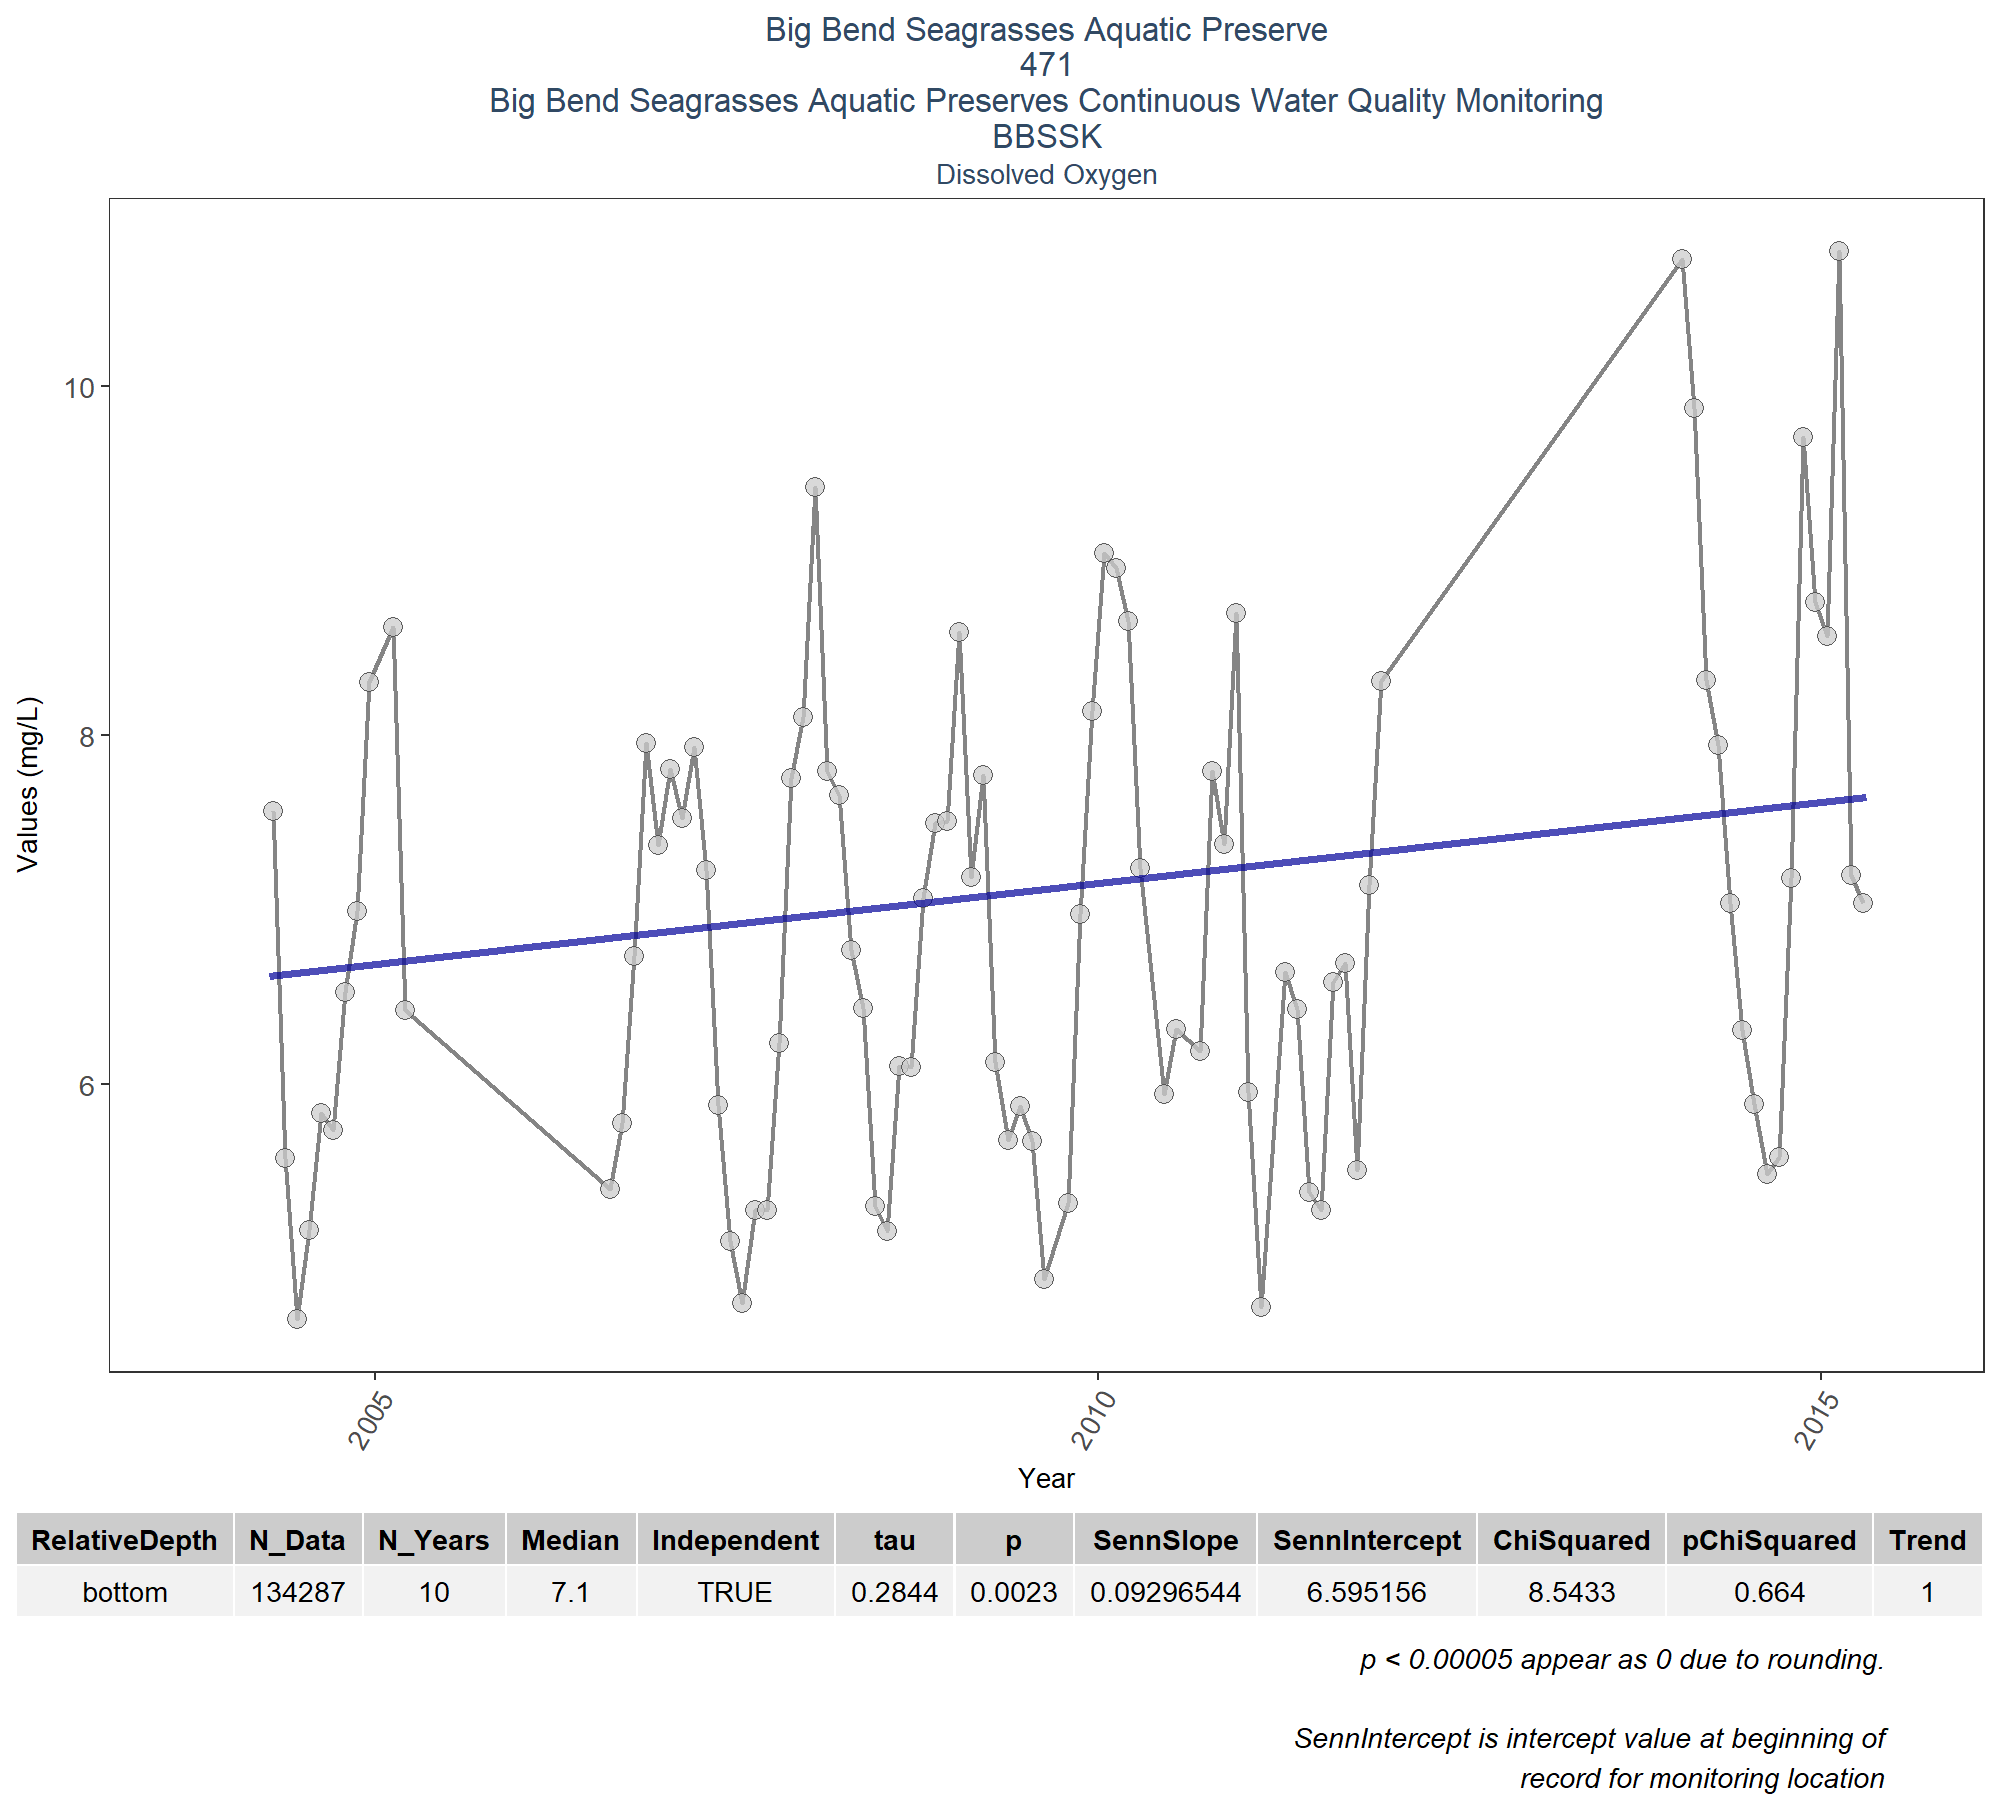 Big Bend Seagrasses Aquatic Preserve
471
Big Bend Seagrasses Aquatic Preserves Continuous Water Quality Monitoring
BBSSK
Dissolved Oxygen
10
8
6
Values (mg/L)
2005
2010
2015
Year
RelativeDepth N_Data N_Years Median Independent tau p SennSlope SennIntercept ChiSquared pChiSquared Trend
bottom 134287 10 7.1 TRUE 0.2844 0.0023 0.09296544 6.595156 8.5433 0.664 1
p < 0.00005 appear as 0 due to rounding.
SennIntercept is intercept value at beginning of
record for monitoring location